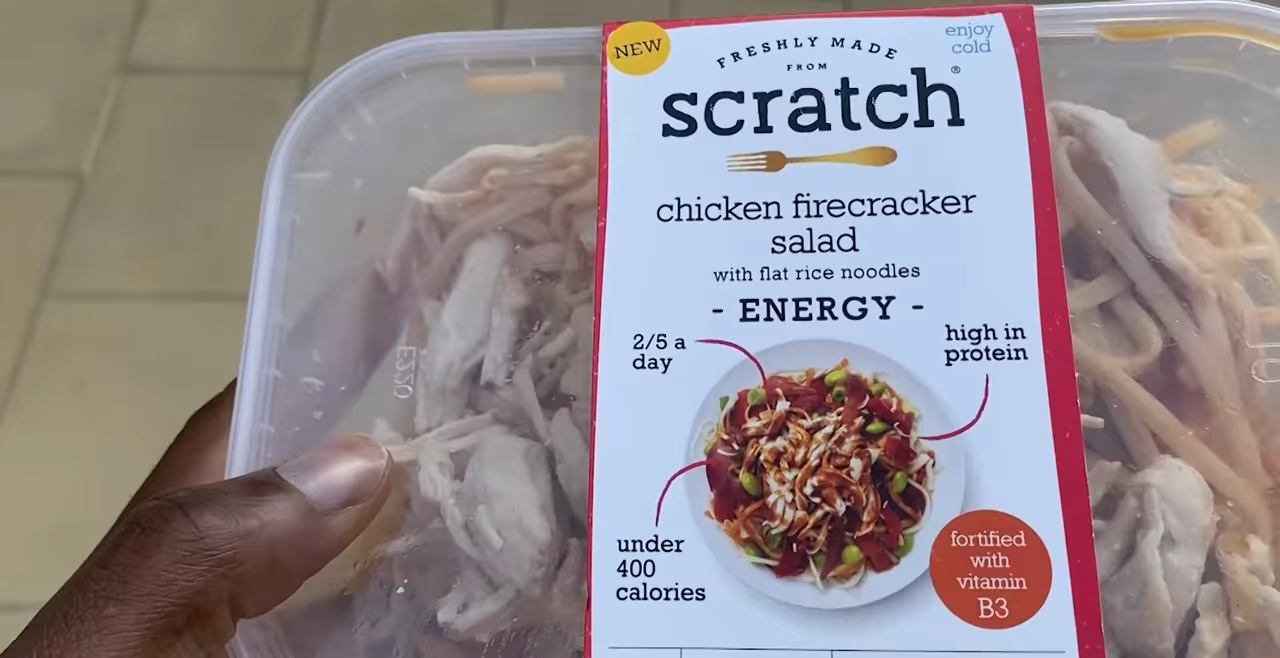 NEW
enjoy
cold
FRESHLY MADE
FROM
scratch®
chicken firecracker
salad
with flat rice noodles
- ENERGY -
2/5 a
day
high in
protein
under
400
calories
fortified
with
vitamin
B3